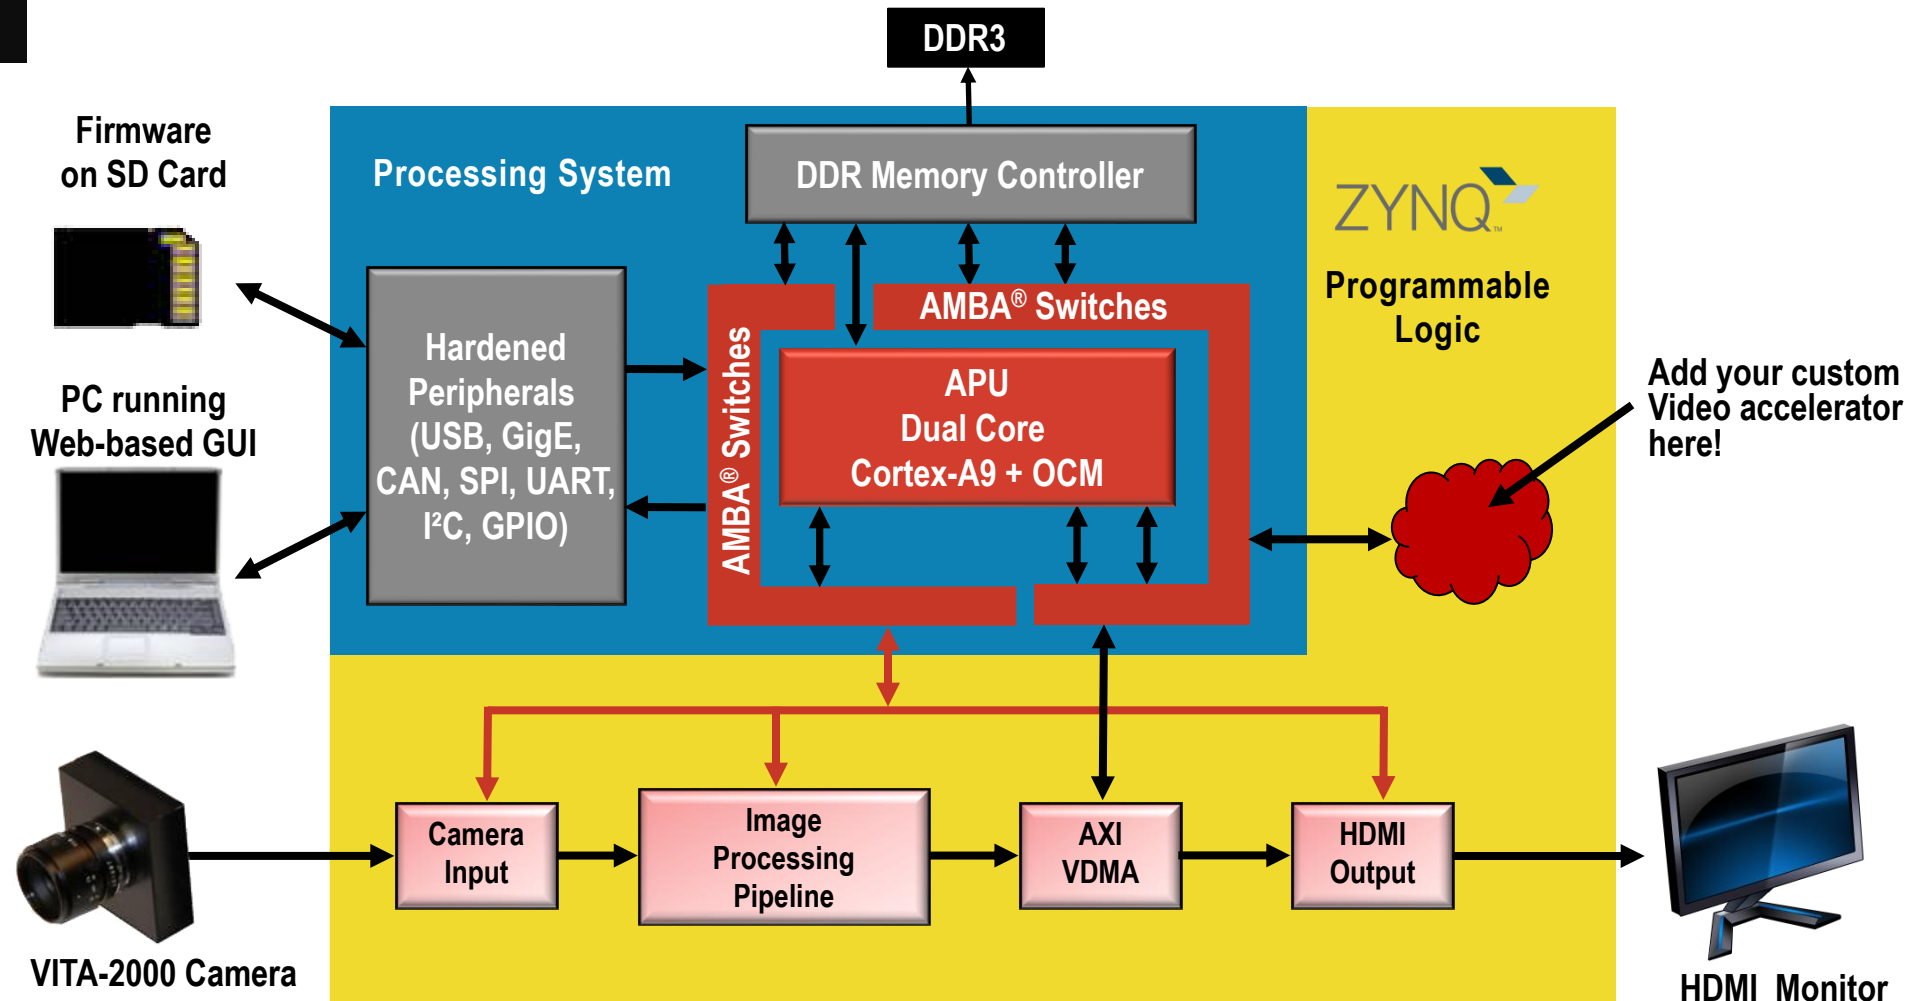 DDR3
Firmware
on SD Card
Processing System
DDR Memory Controller
ZYNQ™
Programmable
Logic
AMBA® Switches
AMBA® Switches
Hardened
Peripherals
(USB, GigE,
CAN, SPI, UART,
I²C, GPIO)
APU
Dual Core
Cortex-A9 + OCM
Add your custom
Video accelerator
here!
PC running
Web-based GUI
Camera
Input
Image
Processing
Pipeline
AXI
VDMA
HDMI
Output
VITA-2000 Camera
HDMI Monitor